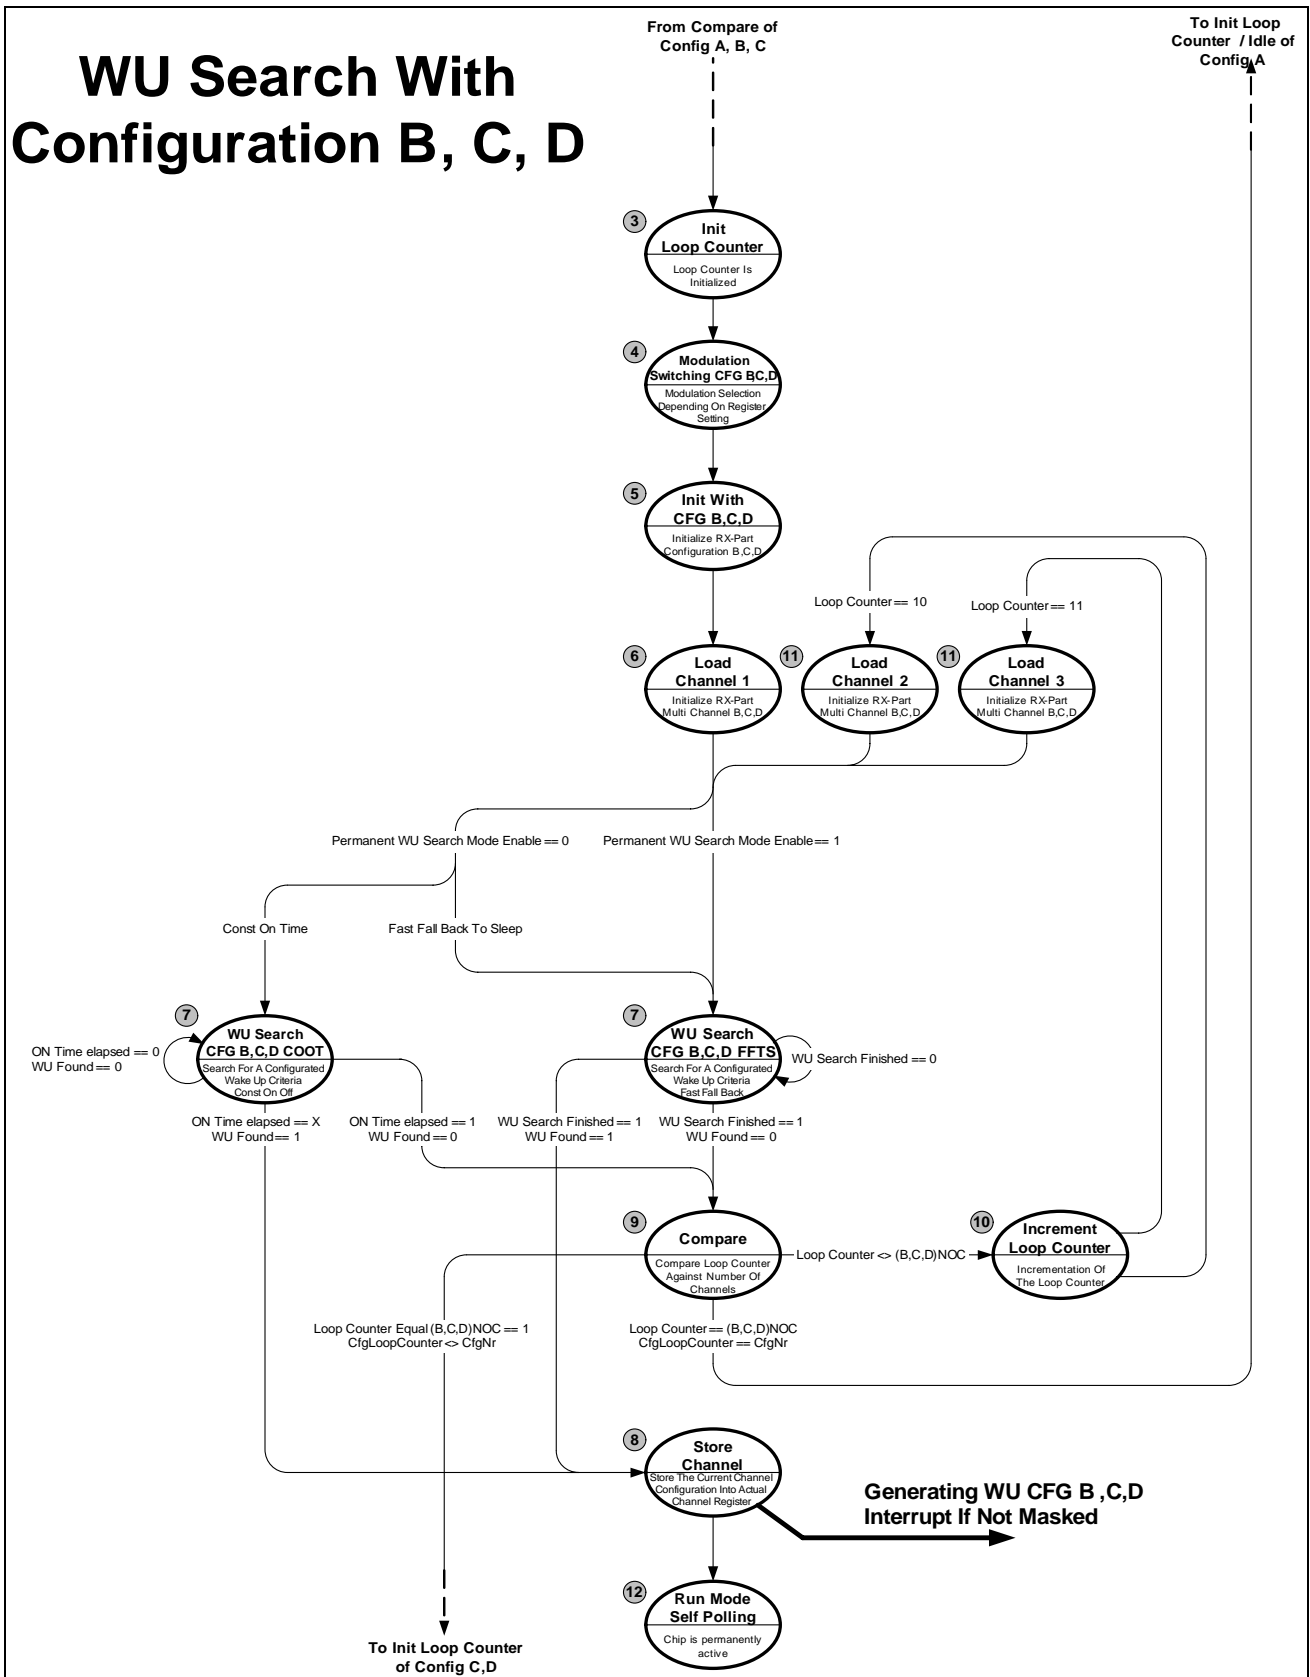 WU Search With
Configuration B, C, D
From Compare of
Config A, B, C
To Init Loop
Counter / Idle of
Config A
3
Init
Loop Counter
Loop Counter Is
Initialized
4
Modulation
Switching CFG B,C,D
Modulation Selection
Depending On Register
Setting
5
Init With
CFG B,C,D
Initialize RX-Part
Configuration B,C,D
Loop Counter == 10
Loop Counter == 11
6
Load
Channel 1
Initialize RX-Part
Multi Channel B,C,D
11
Load
Channel 2
Initialize RX-Part
Multi Channel B,C,D
11
Load
Channel 3
Initialize RX-Part
Multi Channel B,C,D
Permanent WU Search Mode Enable == 0
Permanent WU Search Mode Enable == 1
Const On Time
Fast Fall Back To Sleep
7
WU Search
CFG B,C,D COOT
Search For A Configurated
Wake Up Criteria
Const On Off
ON Time elapsed == 0
WU Found == 0
7
WU Search
CFG B,C,D FFTS
Search For A Configurated
Wake Up Criteria
Fast Fall Back
WU Search Finished == 0
ON Time elapsed == X
WU Found == 1
ON Time elapsed == 1
WU Found == 0
WU Search Finished == 1
WU Found == 1
WU Search Finished == 1
WU Found == 0
9
Compare
Compare Loop Counter
Against Number Of
Channels
Loop Counter <> (B,C,D)NOC
10
Increment
Loop Counter
Incrementation Of
The Loop Counter
Loop Counter Equal (B,C,D)NOC == 1
CfgLoopCounter <> CfgNr
Loop Counter == (B,C,D)NOC
CfgLoopCounter == CfgNr
8
Store
Channel
Store The Current Channel
Configuration Into Actual
Channel Register
Generating WU CFG B ,C,D
Interrupt If Not Masked
12
Run Mode
Self Polling
Chip is permanently
active
To Init Loop Counter
of Config C,D